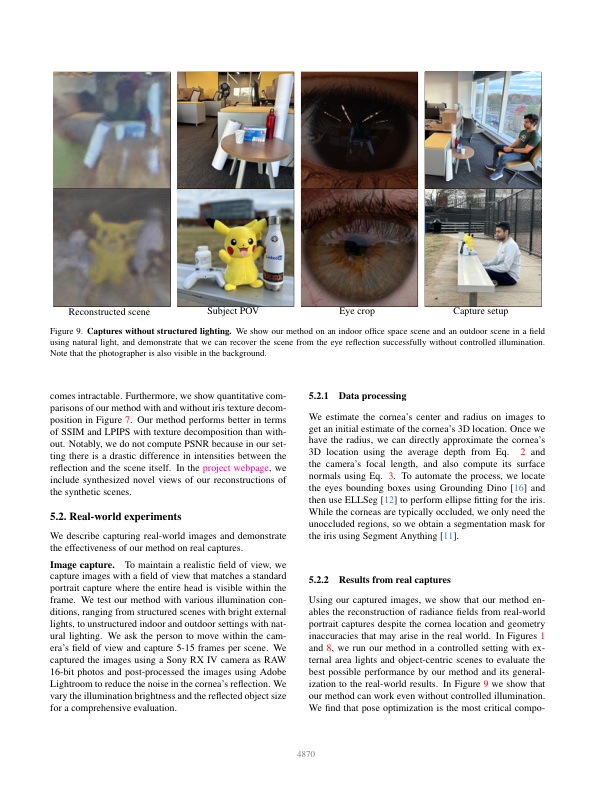 Reconstructed scene
Subject POV
Eye crop
Capture setup
Figure 9. Captures without structured lighting. We show our method on an indoor office space scene and an outdoor scene in a field
using natural light, and demonstrate that we can recover the scene from the eye reflection successfully without controlled illumination.
Note that the photographer is also visible in the background.
comes intractable. Furthermore, we show quantitative com-
parisons of our method with and without iris texture decom-
position in Figure 7. Our method performs better in terms
of SSIM and LPIPS with texture decomposition than with-
out. Notably, we do not compute PSNR because in our set-
ting there is a drastic difference in intensities between the
reflection and the scene itself. In the project webpage, we
include synthesized novel views of our reconstructions of
the synthetic scenes.
5.2. Real-world experiments
We describe capturing real-world images and demonstrate
the effectiveness of our method on real captures.
Image capture. To maintain a realistic field of view, we
capture images with a field of view that matches a standard
portrait capture where the entire head is visible within the
frame. We test our method with various illumination con-
ditions, ranging from structured scenes with bright external
lights, to unstructured indoor and outdoor settings with nat-
ural lighting. We ask the person to move within the cam-
era's field of view and capture 5-15 frames per scene. We
captured the images using a Sony RX IV camera as RAW
16-bit photos and post-processed the images using Adobe
Lightroom to reduce the noise in the cornea's reflection. We
vary the illumination brightness and the reflected object size
for a comprehensive evaluation.
5.2.1 Data processing
We estimate the cornea's center and radius on images to
get an initial estimate of the cornea's 3D location. Once we
have the radius, we can directly approximate the cornea's
3D location using the average depth from Eq. 2 and
the camera's focal length, and also compute its surface
normals using Eq. 3. To automate the process, we locate
the eyes bounding boxes using Grounding Dino [16] and
then use ELLSeg [12] to perform ellipse fitting for the iris.
While the corneas are typically occluded, we only need the
unoccluded regions, so we obtain a segmentation mask for
the iris using Segment Anything [11].
5.2.2 Results from real captures
Using our captured images, we show that our method en-
ables the reconstruction of radiance fields from real-world
portrait captures despite the cornea location and geometry
inaccuracies that may arise in the real world. In Figures 1
and 8, we run our method in a controlled setting with ex-
ternal area lights and object-centric scenes to evaluate the
best possible performance by our method and its general-
ization to the real-world results. In Figure 9 we show that
our method can work even without controlled illumination.
We find that pose optimization is the most critical compo-
4870